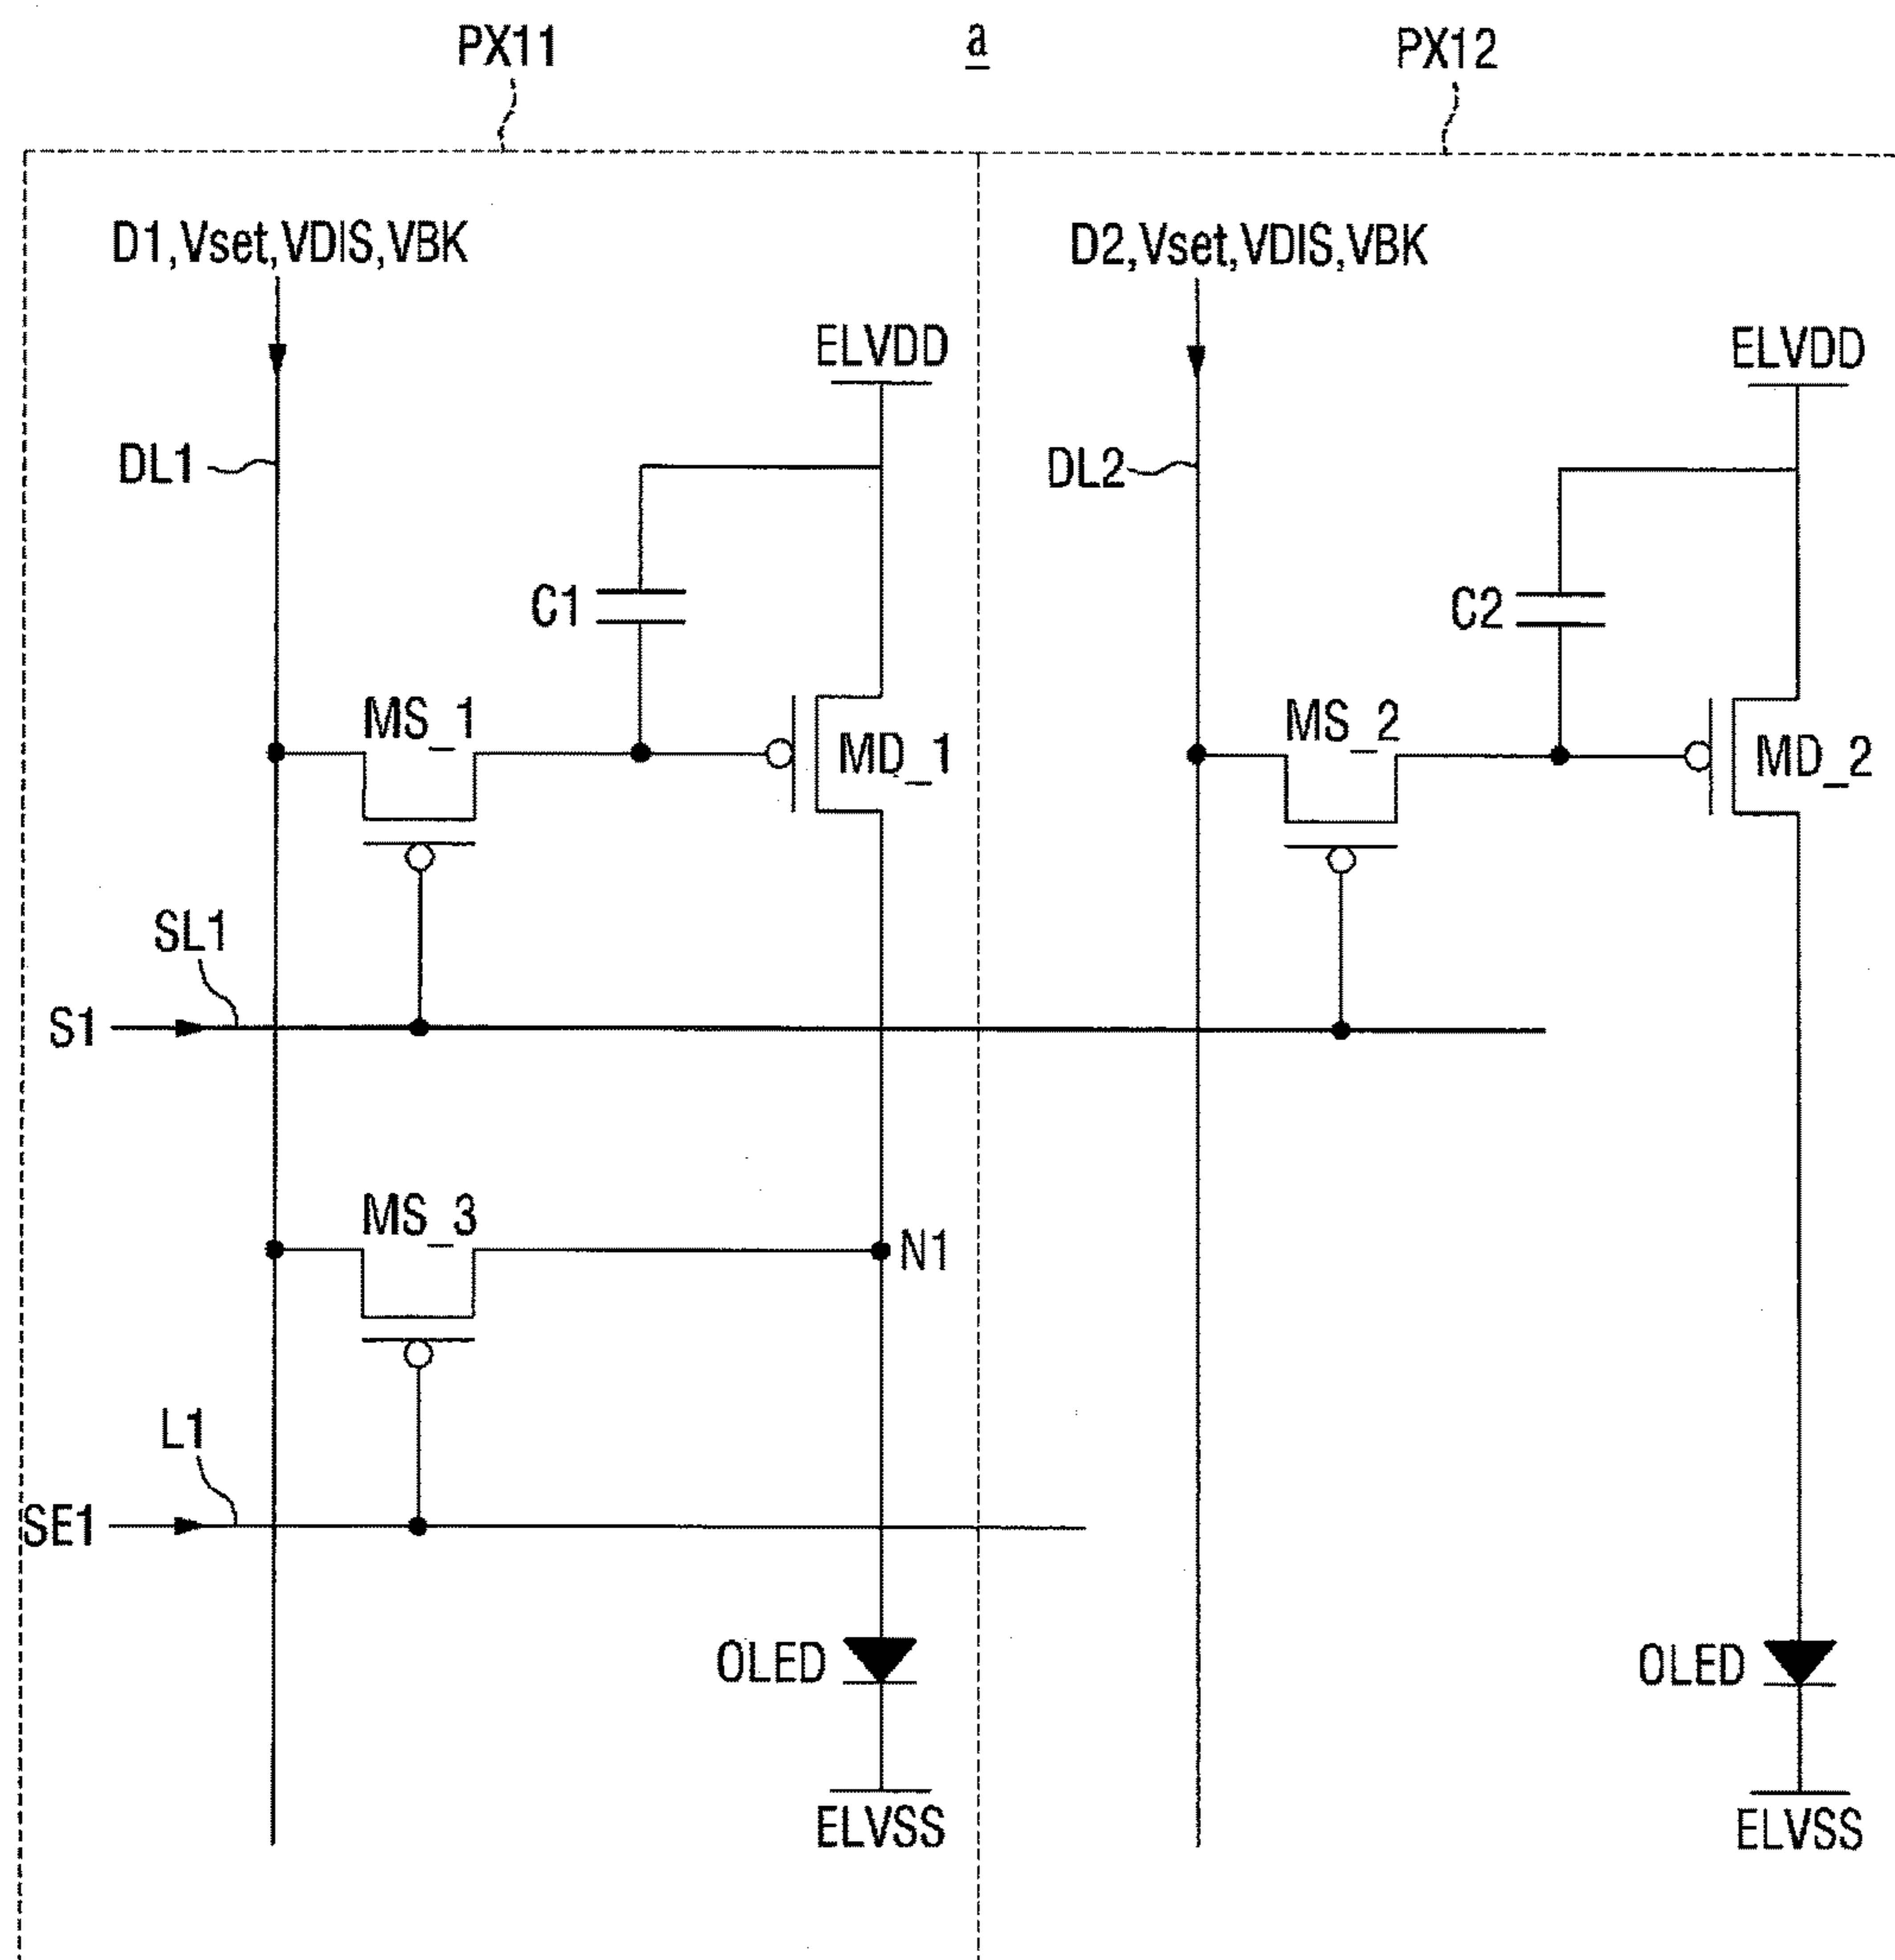 PX11
a
PX12
D1,Vset,VDIS,VBK
D2,Vset,VDIS,VBK
ELVDD
ELVDD
DL1
DL2
C1
C2
MS_1
MD_1
MS_2
MD_2
SL1
S1
MS_3
N1
L1
SE1
OLED
OLED
ELVSS
ELVSS